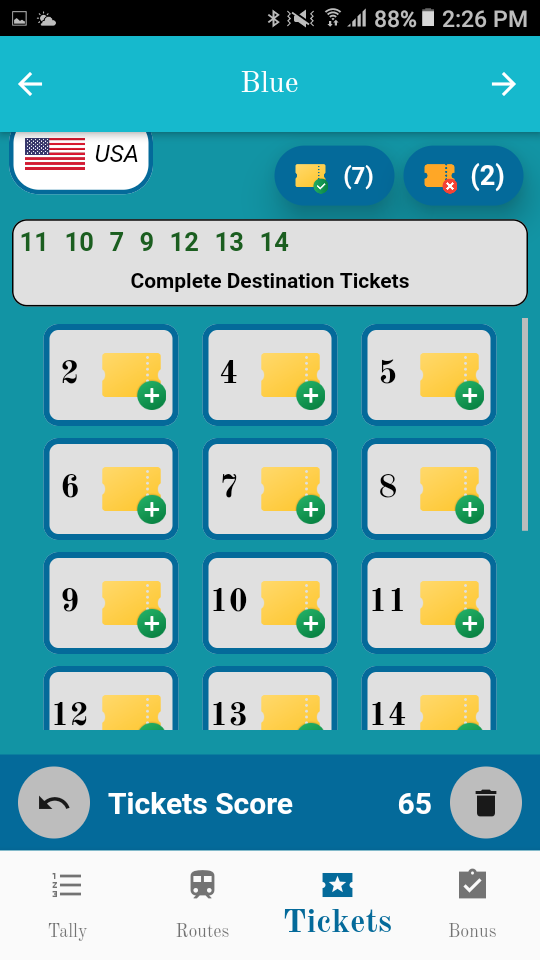 88% 2:26 PM
Blue
USA
(7) (2)
11 10 7 9 12 13 14
Complete Destination Tickets
2 4 5
6 7 8
9 10 11
12 13 14
Tickets Score 65
Tally Routes Tickets Bonus